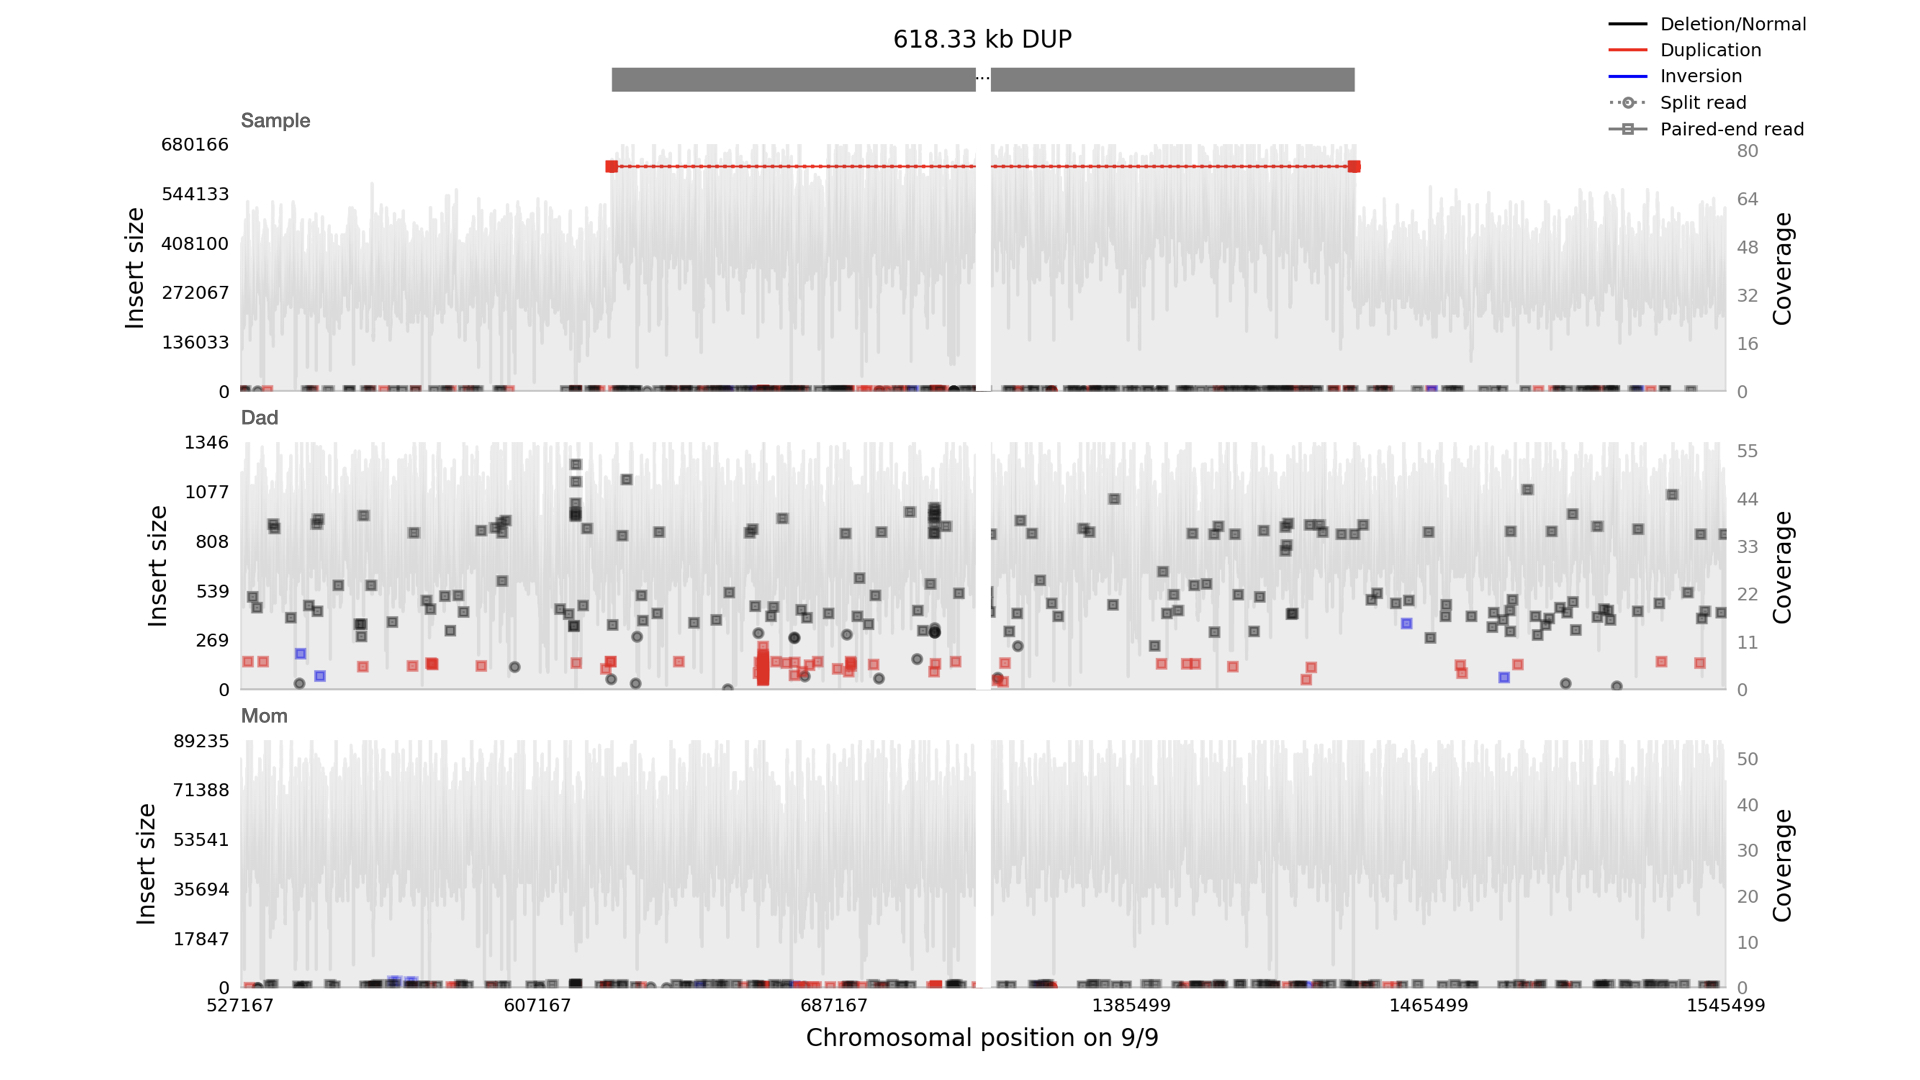 618.33 kb DUP
Deletion/Normal
Duplication
Inversion
Split read
Paired-end read
Sample
680166
544133
408100
272067
136033
0
Insert size
80
64
48
32
16
0
Coverage
Dad
1346
1077
808
539
269
0
Insert size
55
44
33
22
11
0
Coverage
Mom
89235
71388
53541
35694
17847
0
Insert size
50
40
30
20
10
0
Coverage
527167 607167 687167 1385499 1465499 1545499
Chromosomal position on 9/9